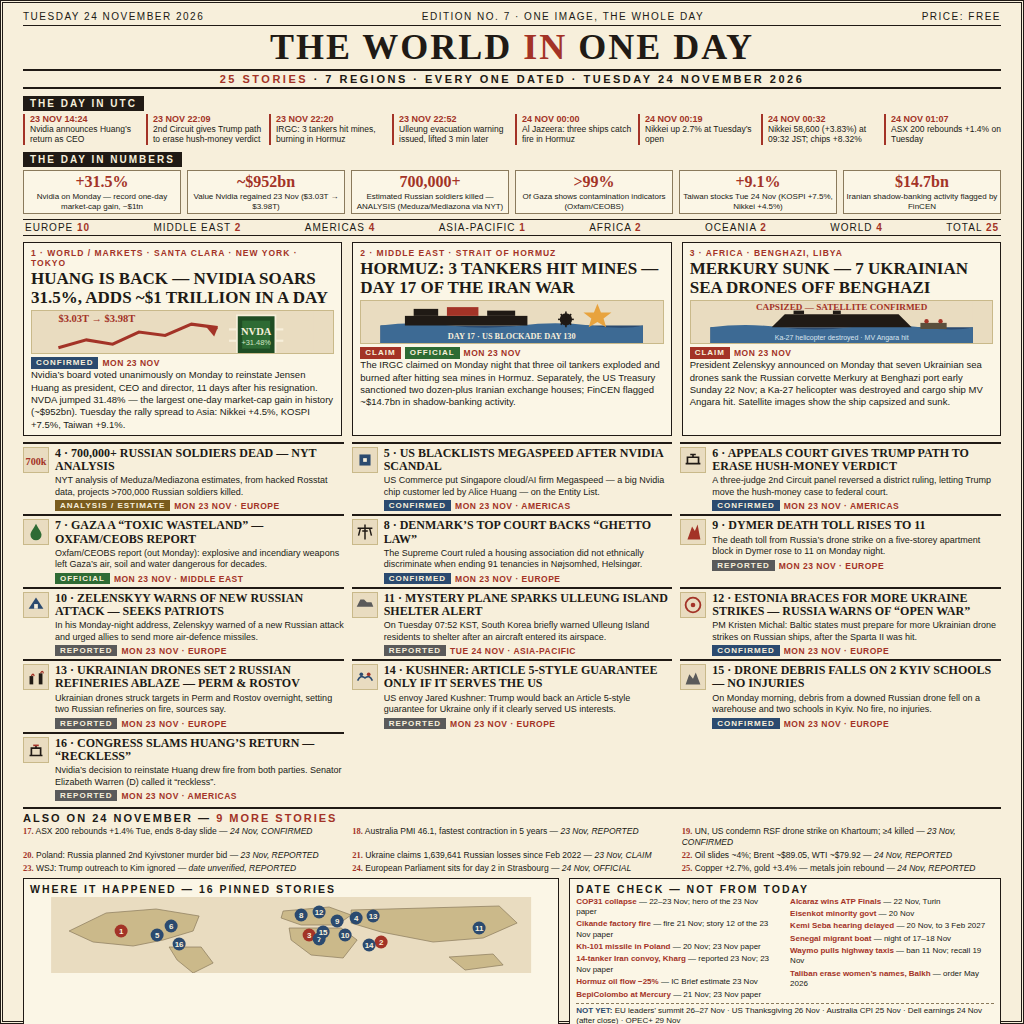 TUESDAY 24 NOVEMBER 2026
EDITION NO. 7 · ONE IMAGE, THE WHOLE DAY
PRICE: FREE
THE WORLD IN ONE DAY
25 STORIES · 7 REGIONS · EVERY ONE DATED · TUESDAY 24 NOVEMBER 2026
THE DAY IN UTC
23 NOV 14:24
Nvidia announces Huang's
return as CEO
23 NOV 22:09
2nd Circuit gives Trump path
to erase hush-money verdict
23 NOV 22:20
IRGC: 3 tankers hit mines,
burning in Hormuz
23 NOV 22:52
Ulleung evacuation warning
issued, lifted 3 min later
24 NOV 00:00
Al Jazeera: three ships catch
fire in Hormuz
24 NOV 00:19
Nikkei up 2.7% at Tuesday's
open
24 NOV 00:32
Nikkei 58,600 (+3.83%) at
09:32 JST; chips +8.32%
24 NOV 01:07
ASX 200 rebounds +1.4% on
Tuesday
THE DAY IN NUMBERS
+31.5%
Nvidia on Monday — record one-day
market-cap gain, ~$1tn
~$952bn
Value Nvidia regained 23 Nov ($3.03T →
$3.98T)
700,000+
Estimated Russian soldiers killed —
ANALYSIS (Meduza/Mediazona via NYT)
>99%
Of Gaza shows contamination indicators
(Oxfam/CEOBS)
+9.1%
Taiwan stocks Tue 24 Nov (KOSPI +7.5%,
Nikkei +4.5%)
$14.7bn
Iranian shadow-banking activity flagged by
FinCEN
EUROPE 10
MIDDLE EAST 2
AMERICAS 4
ASIA-PACIFIC 1
AFRICA 2
OCEANIA 2
WORLD 4
TOTAL 25
1 · WORLD / MARKETS · SANTA CLARA · NEW YORK ·
TOKYO
HUANG IS BACK — NVIDIA SOARS
31.5%, ADDS ~$1 TRILLION IN A DAY
$3.03T → $3.98T
NVDA
+31.48%
CONFIRMED MON 23 NOV
Nvidia's board voted unanimously on Monday to reinstate Jensen
Huang as president, CEO and director, 11 days after his resignation.
NVDA jumped 31.48% — the largest one-day market-cap gain in history
(~$952bn). Tuesday the rally spread to Asia: Nikkei +4.5%, KOSPI
+7.5%, Taiwan +9.1%.
2 · MIDDLE EAST · STRAIT OF HORMUZ
HORMUZ: 3 TANKERS HIT MINES —
DAY 17 OF THE IRAN WAR
DAY 17 · US BLOCKADE DAY 130
CLAIM OFFICIAL MON 23 NOV
The IRGC claimed on Monday night that three oil tankers exploded and
burned after hitting sea mines in Hormuz. Separately, the US Treasury
sanctioned two dozen-plus Iranian exchange houses; FinCEN flagged
~$14.7bn in shadow-banking activity.
3 · AFRICA · BENGHAZI, LIBYA
MERKURY SUNK — 7 UKRAINIAN
SEA DRONES OFF BENGHAZI
CAPSIZED — SATELLITE CONFIRMED
Ka-27 helicopter destroyed · MV Angara hit
CLAIM MON 23 NOV
President Zelenskyy announced on Monday that seven Ukrainian sea
drones sank the Russian corvette Merkury at Benghazi port early
Sunday 22 Nov; a Ka-27 helicopter was destroyed and cargo ship MV
Angara hit. Satellite images show the ship capsized and sunk.
700k
4 · 700,000+ RUSSIAN SOLDIERS DEAD — NYT
ANALYSIS
NYT analysis of Meduza/Mediazona estimates, from hacked Rosstat
data, projects >700,000 Russian soldiers killed.
ANALYSIS / ESTIMATE MON 23 NOV · EUROPE
5 · US BLACKLISTS MEGASPEED AFTER NVIDIA
SCANDAL
US Commerce put Singapore cloud/AI firm Megaspeed — a big Nvidia
chip customer led by Alice Huang — on the Entity List.
CONFIRMED MON 23 NOV · AMERICAS
6 · APPEALS COURT GIVES TRUMP PATH TO
ERASE HUSH-MONEY VERDICT
A three-judge 2nd Circuit panel reversed a district ruling, letting Trump
move the hush-money case to federal court.
CONFIRMED MON 23 NOV · AMERICAS
7 · GAZA A “TOXIC WASTELAND” —
OXFAM/CEOBS REPORT
Oxfam/CEOBS report (out Monday): explosive and incendiary weapons
left Gaza's air, soil and water dangerous for decades.
OFFICIAL MON 23 NOV · MIDDLE EAST
8 · DENMARK'S TOP COURT BACKS “GHETTO
LAW”
The Supreme Court ruled a housing association did not ethnically
discriminate when ending 91 tenancies in Nøjsomhed, Helsingør.
CONFIRMED MON 23 NOV · EUROPE
9 · DYMER DEATH TOLL RISES TO 11
The death toll from Russia's drone strike on a five-storey apartment
block in Dymer rose to 11 on Monday night.
REPORTED MON 23 NOV · EUROPE
10 · ZELENSKYY WARNS OF NEW RUSSIAN
ATTACK — SEEKS PATRIOTS
In his Monday-night address, Zelenskyy warned of a new Russian attack
and urged allies to send more air-defence missiles.
REPORTED MON 23 NOV · EUROPE
11 · MYSTERY PLANE SPARKS ULLEUNG ISLAND
SHELTER ALERT
On Tuesday 07:52 KST, South Korea briefly warned Ulleung Island
residents to shelter after an aircraft entered its airspace.
REPORTED TUE 24 NOV · ASIA-PACIFIC
12 · ESTONIA BRACES FOR MORE UKRAINE
STRIKES — RUSSIA WARNS OF “OPEN WAR”
PM Kristen Michal: Baltic states must prepare for more Ukrainian drone
strikes on Russian ships, after the Sparta II was hit.
CONFIRMED MON 23 NOV · EUROPE
13 · UKRAINIAN DRONES SET 2 RUSSIAN
REFINERIES ABLAZE — PERM & ROSTOV
Ukrainian drones struck targets in Perm and Rostov overnight, setting
two Russian refineries on fire, sources say.
REPORTED MON 23 NOV · EUROPE
14 · KUSHNER: ARTICLE 5-STYLE GUARANTEE
ONLY IF IT SERVES THE US
US envoy Jared Kushner: Trump would back an Article 5-style
guarantee for Ukraine only if it clearly served US interests.
REPORTED MON 23 NOV · EUROPE
15 · DRONE DEBRIS FALLS ON 2 KYIV SCHOOLS
— NO INJURIES
On Monday morning, debris from a downed Russian drone fell on a
warehouse and two schools in Kyiv. No fire, no injuries.
CONFIRMED MON 23 NOV · EUROPE
16 · CONGRESS SLAMS HUANG'S RETURN —
“RECKLESS”
Nvidia's decision to reinstate Huang drew fire from both parties. Senator
Elizabeth Warren (D) called it “reckless”.
REPORTED MON 23 NOV · AMERICAS
ALSO ON 24 NOVEMBER — 9 MORE STORIES
17. ASX 200 rebounds +1.4% Tue, ends 8-day slide — 24 Nov, CONFIRMED
18. Australia PMI 46.1, fastest contraction in 5 years — 23 Nov, REPORTED
19. UN, US condemn RSF drone strike on Khartoum; ≥4 killed — 23 Nov,
CONFIRMED
20. Poland: Russia planned 2nd Kyivstoner murder bid — 23 Nov, REPORTED
21. Ukraine claims 1,639,641 Russian losses since Feb 2022 — 23 Nov, CLAIM
22. Oil slides ~4%; Brent ~$89.05, WTI ~$79.92 — 24 Nov, REPORTED
23. WSJ: Trump outreach to Kim ignored — date unverified, REPORTED
24. European Parliament sits for day 2 in Strasbourg — 24 Nov, OFFICIAL
25. Copper +2.7%, gold +3.4% — metals join rebound — 24 Nov, REPORTED
WHERE IT HAPPENED — 16 PINNED STORIES
1
5
6
16
8
12
9
4
13
3
7
15
10
14
2
11
DATE CHECK — NOT FROM TODAY
COP31 collapse — 22–23 Nov; hero of the 23 Nov
paper
Cikande factory fire — fire 21 Nov; story 12 of the 23
Nov paper
Kh-101 missile in Poland — 20 Nov; 23 Nov paper
14-tanker Iran convoy, Kharg — reported 23 Nov; 23
Nov paper
Hormuz oil flow −25% — IC Brief estimate 23 Nov
BepiColombo at Mercury — 21 Nov; 23 Nov paper
Alcaraz wins ATP Finals — 22 Nov, Turin
Eisenkot minority govt — 20 Nov
Kemi Seba hearing delayed — 20 Nov, to 3 Feb 2027
Senegal migrant boat — night of 17–18 Nov
Waymo pulls highway taxis — ban 11 Nov; recall 19
Nov
Taliban erase women's names, Balkh — order May
2026
NOT YET: EU leaders' summit 26–27 Nov · US Thanksgiving 26 Nov · Australia CPI 25 Nov · Dell earnings 24 Nov
(after close) · OPEC+ 29 Nov